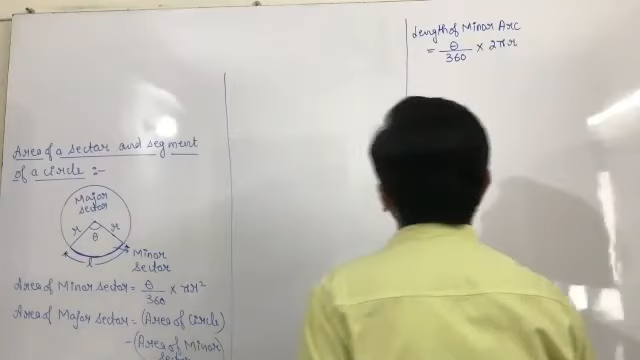 Area of a sector and segment
of a circle :-
Major
sector
r
r
θ
l
Minor
sector
Area of Minor sector = θ/360 × πr²
Area of Major sector = (Area of Circle)
- (Area of Minor
sector
Length of Minor Arc
= θ/360 × 2πr